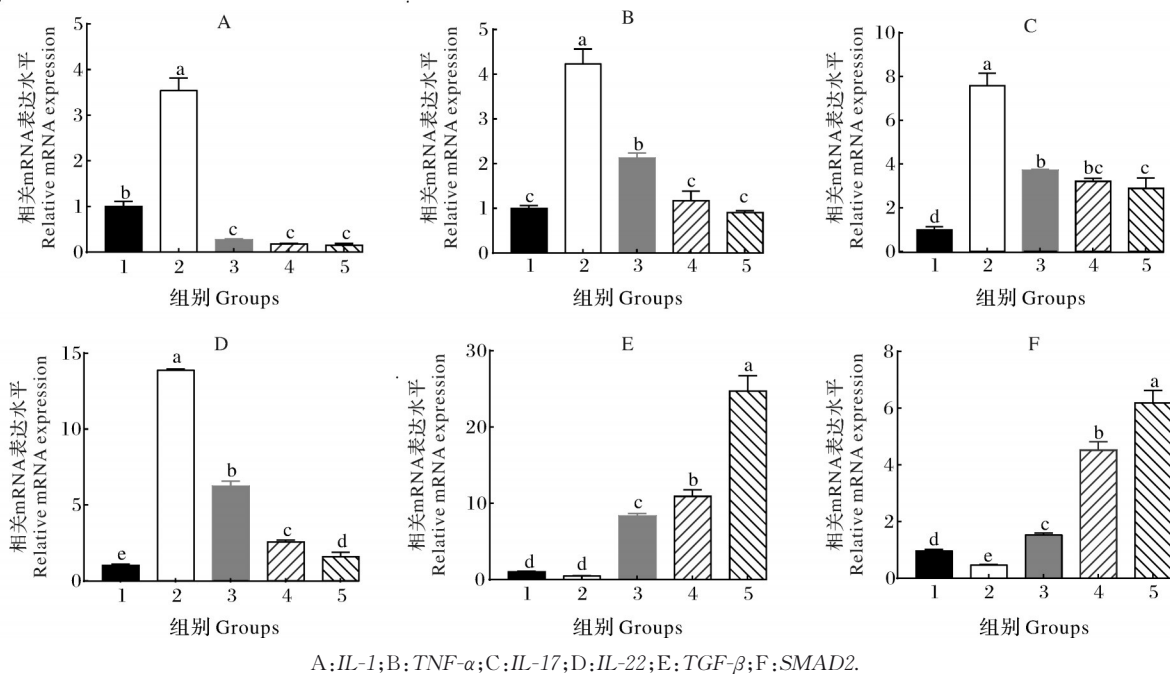 A
相关mRNA表达水平
Relative mRNA expression
5
4
3
2
1
0
b
a
c
c
c
1 2 3 4 5
组别 Groups
B
相关mRNA表达水平
Relative mRNA expression
5
4
3
2
1
0
c
a
b
c
c
1 2 3 4 5
组别 Groups
C
相关mRNA表达水平
Relative mRNA expression
10
8
6
4
2
0
d
a
b
bc
c
1 2 3 4 5
组别 Groups
D
相关mRNA表达水平
Relative mRNA expression
15
10
5
0
e
a
b
c
d
1 2 3 4 5
组别 Groups
E
相关mRNA表达水平
Relative mRNA expression
30
20
10
0
d
d
c
b
a
1 2 3 4 5
组别 Groups
F
相关mRNA表达水平
Relative mRNA expression
8
6
4
2
0
d
e
c
b
a
1 2 3 4 5
组别 Groups
A:IL-1;B:TNF-α;C:IL-17;D:IL-22;E:TGF-β;F:SMAD2.